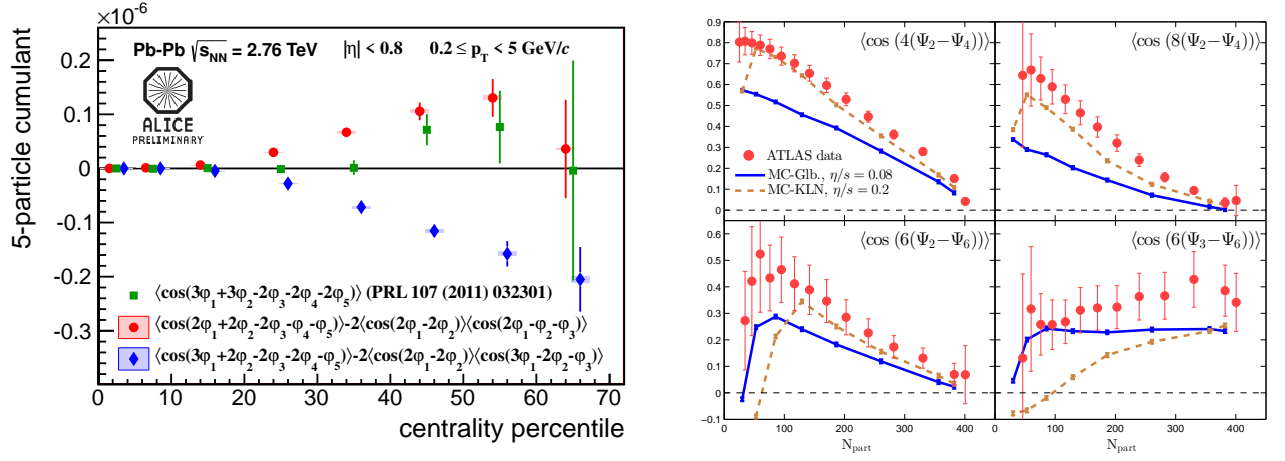 ×10⁻⁶
5-particle cumulant
Pb-Pb √sNN = 2.76 TeV |η| < 0.8 0.2 ≤ pT < 5 GeV/c
ALICE
PRELIMINARY
0.2
0.1
0
-0.1
-0.2
-0.3
⟨cos(3φ₁+3φ₂-2φ₃-2φ₄-2φ₅)⟩ (PRL 107 (2011) 032301)
⟨cos(2φ₁+2φ₂-2φ₃-φ₄-φ₅)⟩-2⟨cos(2φ₁-2φ₂)⟩⟨cos(2φ₁-φ₂-φ₃)⟩
⟨cos(3φ₁+2φ₂-2φ₃-2φ₄-φ₅)⟩-2⟨cos(2φ₁-2φ₂)⟩⟨cos(3φ₁-2φ₂-φ₃)⟩
0 10 20 30 40 50 60 70
centrality percentile
⟨cos (4(Ψ₂−Ψ₄))⟩
0.9
0.8
0.7
0.6
0.5
0.4
0.3
0.2
0.1
0
ATLAS data
MC-Glb., η/s = 0.08
MC-KLN, η/s = 0.2
⟨cos (8(Ψ₂−Ψ₄))⟩
⟨cos (6(Ψ₂−Ψ₆))⟩
0.6
0.5
0.4
0.3
0.2
0.1
0
−0.1
0 100 200 300 400
Npart
⟨cos (6(Ψ₃−Ψ₆))⟩
0 100 200 300 400
Npart